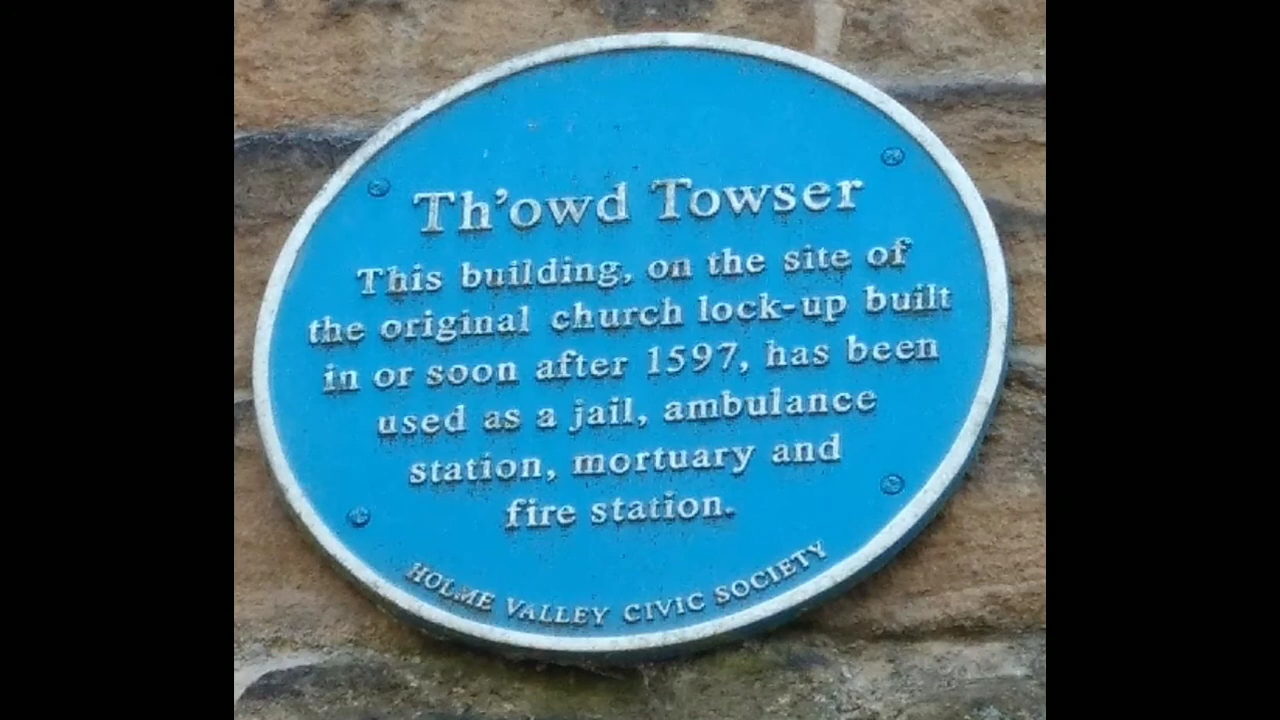 Th'owd Towser
This building, on the site of
the original church lock-up built
in or soon after 1597, has been
used as a jail, ambulance
station, mortuary and
fire station.
HOLME VALLEY CIVIC SOCIETY